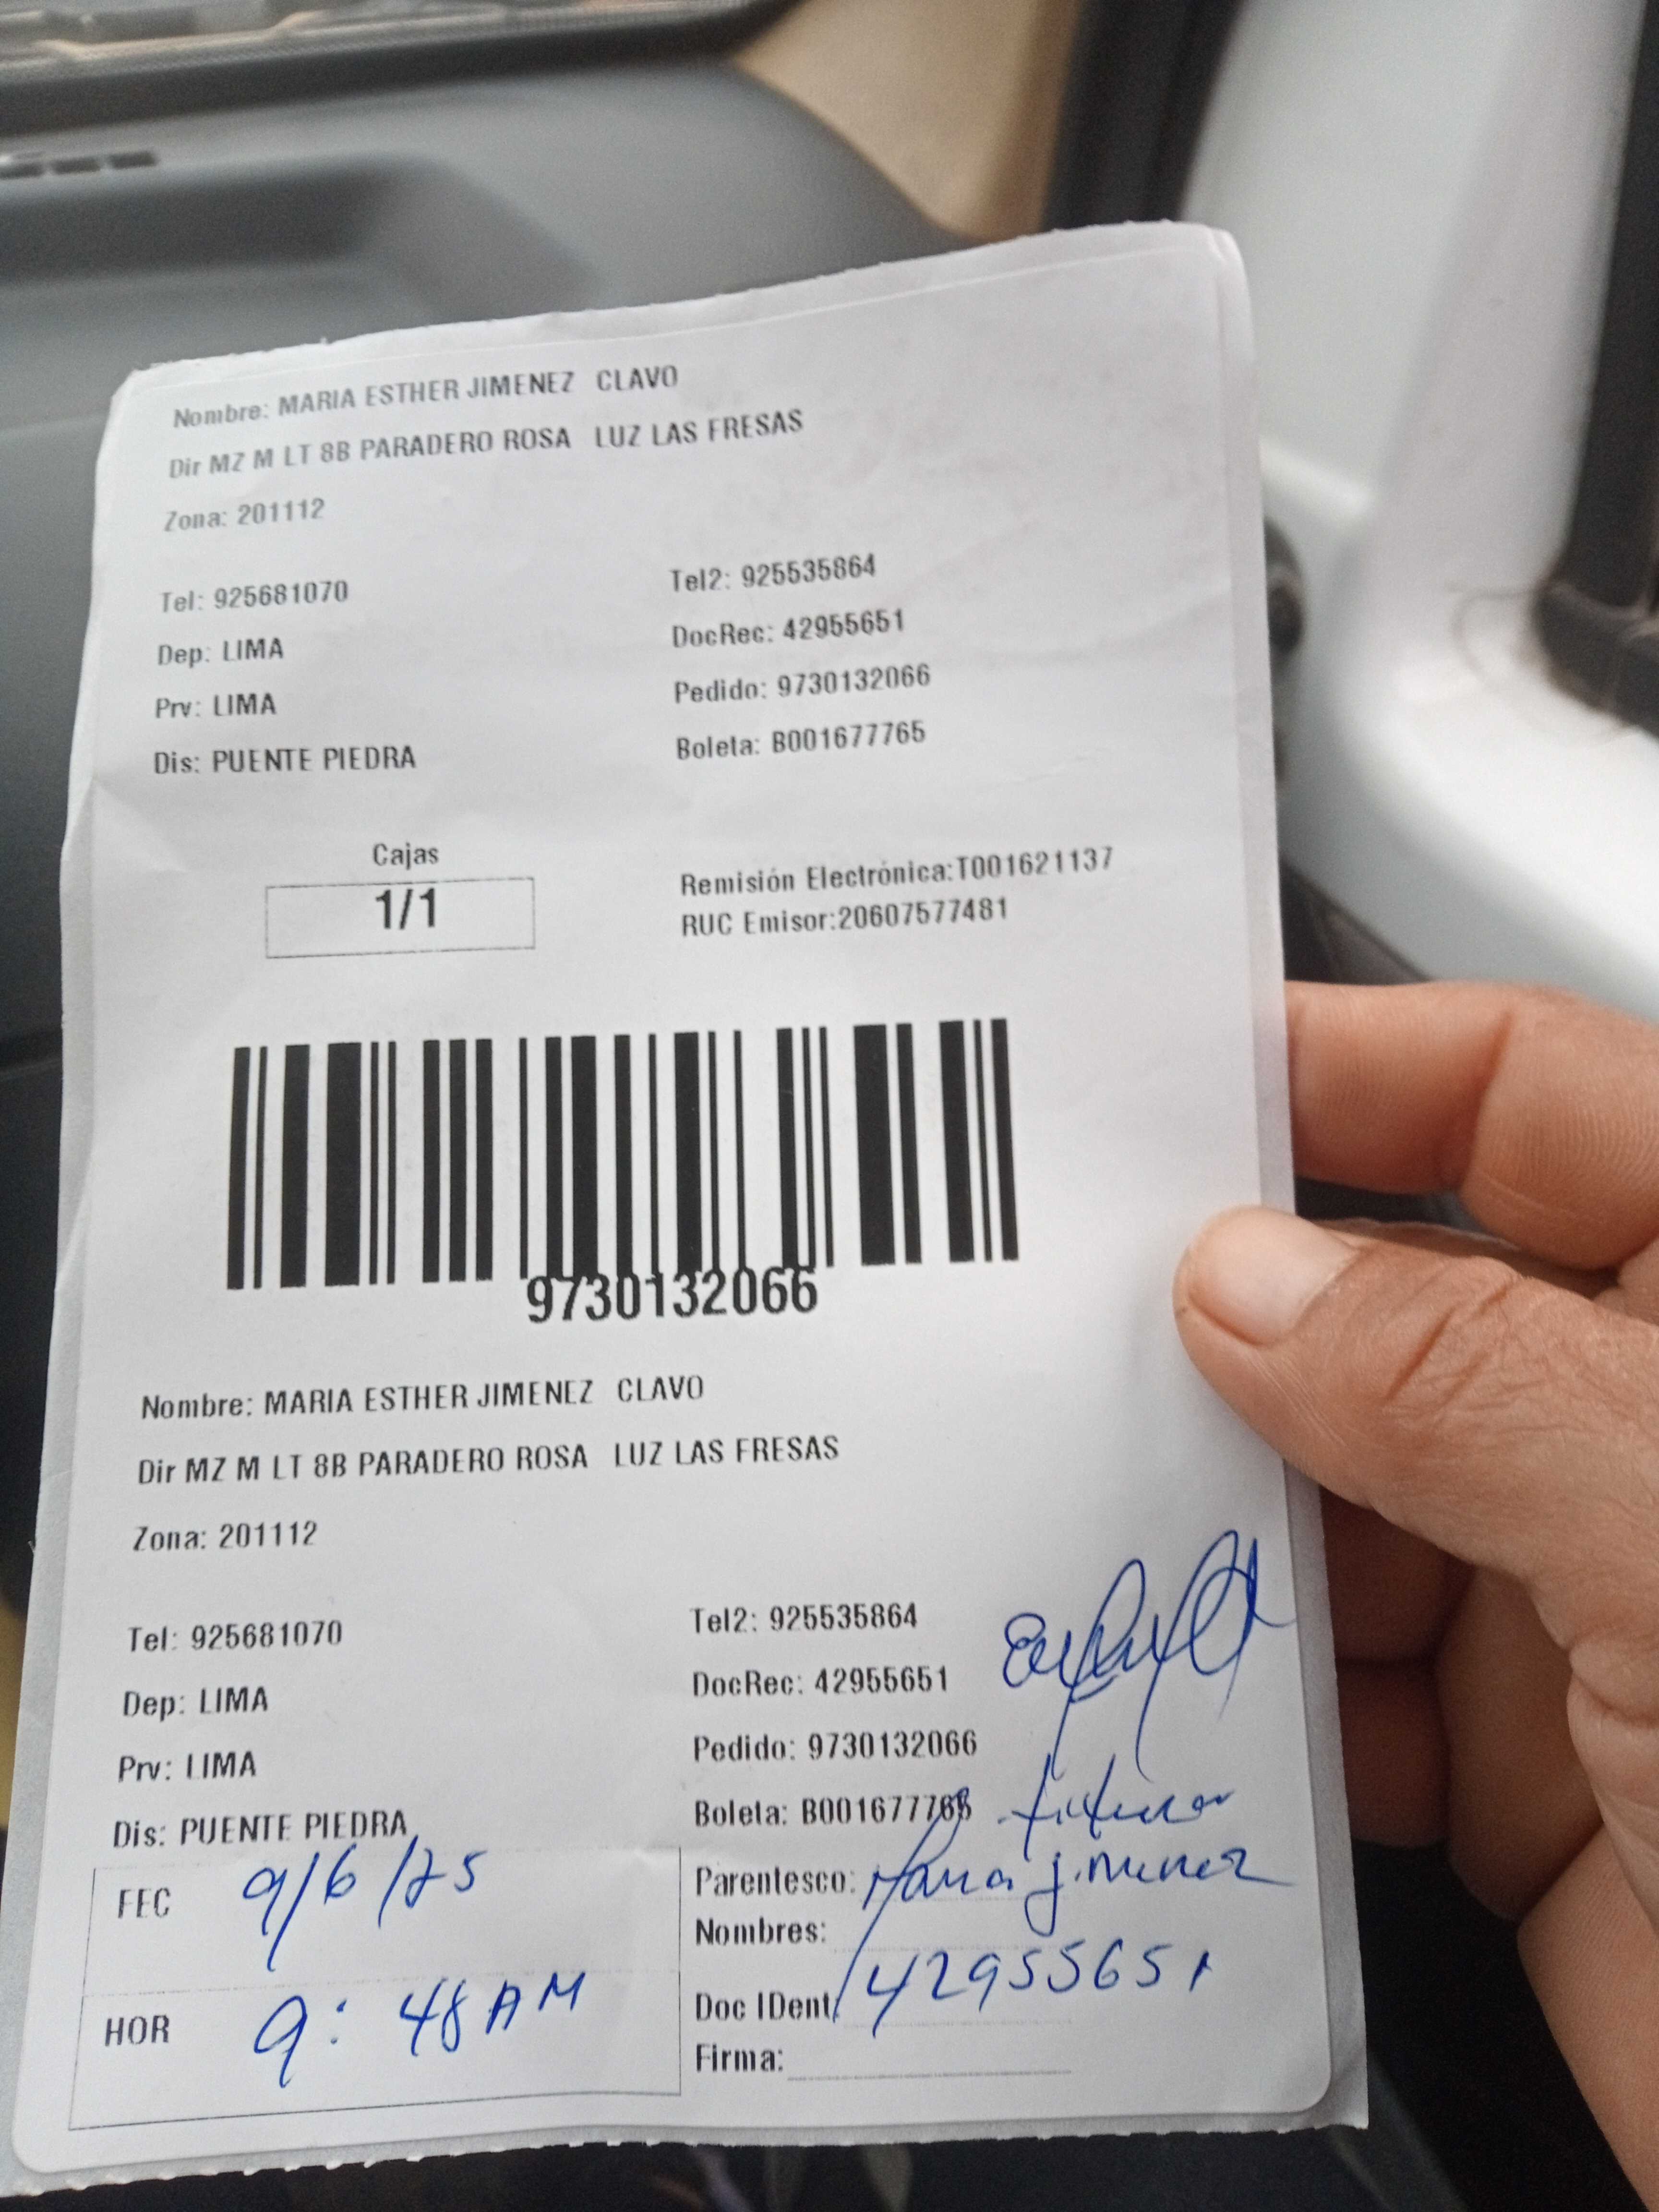 Nombre: MARIA ESTHER JIMENEZ CLAVO
Dir MZ M LT 8B PARADERO ROSA LUZ LAS FRESAS
Zona: 201112
Tel: 925681070 Tel2: 925535864
Dep: LIMA DocRec: 42955651
Prv: LIMA Pedido: 9730132066
Dis: PUENTE PIEDRA Boleta: B001677765
Cajas
1/1
Remisión Electrónica:T001621137
RUC Emisor:20607577481
9730132066
Nombre: MARIA ESTHER JIMENEZ CLAVO
Dir MZ M LT 8B PARADERO ROSA LUZ LAS FRESAS
Zona: 201112
Tel: 925681070 Tel2: 925535864
Dep: LIMA DocRec: 42955651
Prv: LIMA Pedido: 9730132066
Dis: PUENTE PIEDRA Boleta: B001677765
FEC 9/6/25
HOR 9:48 AM
Parentesco: Maria Jimenez
Nombres:
Doc IDent 42955651
Firma: